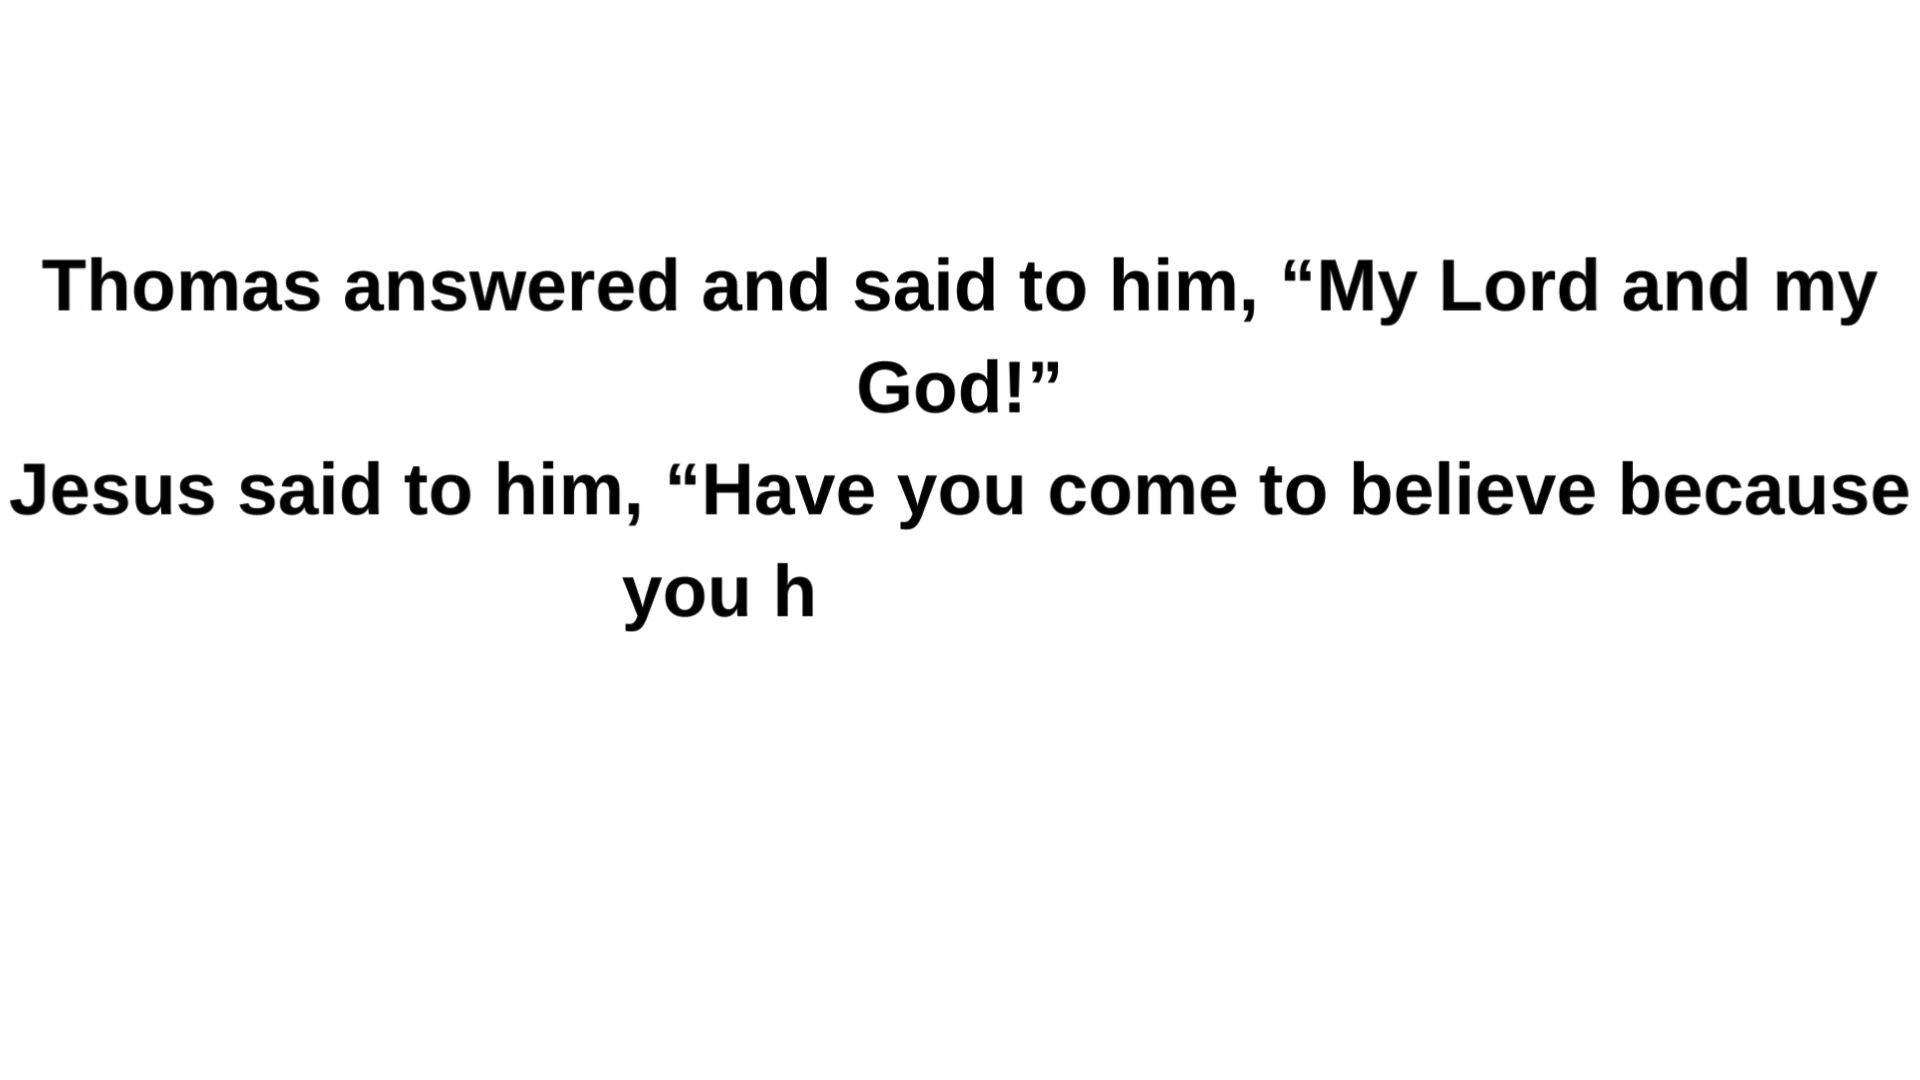 Thomas answered and said to him, “My Lord and my
God!”
Jesus said to him, “Have you come to believe because
you h